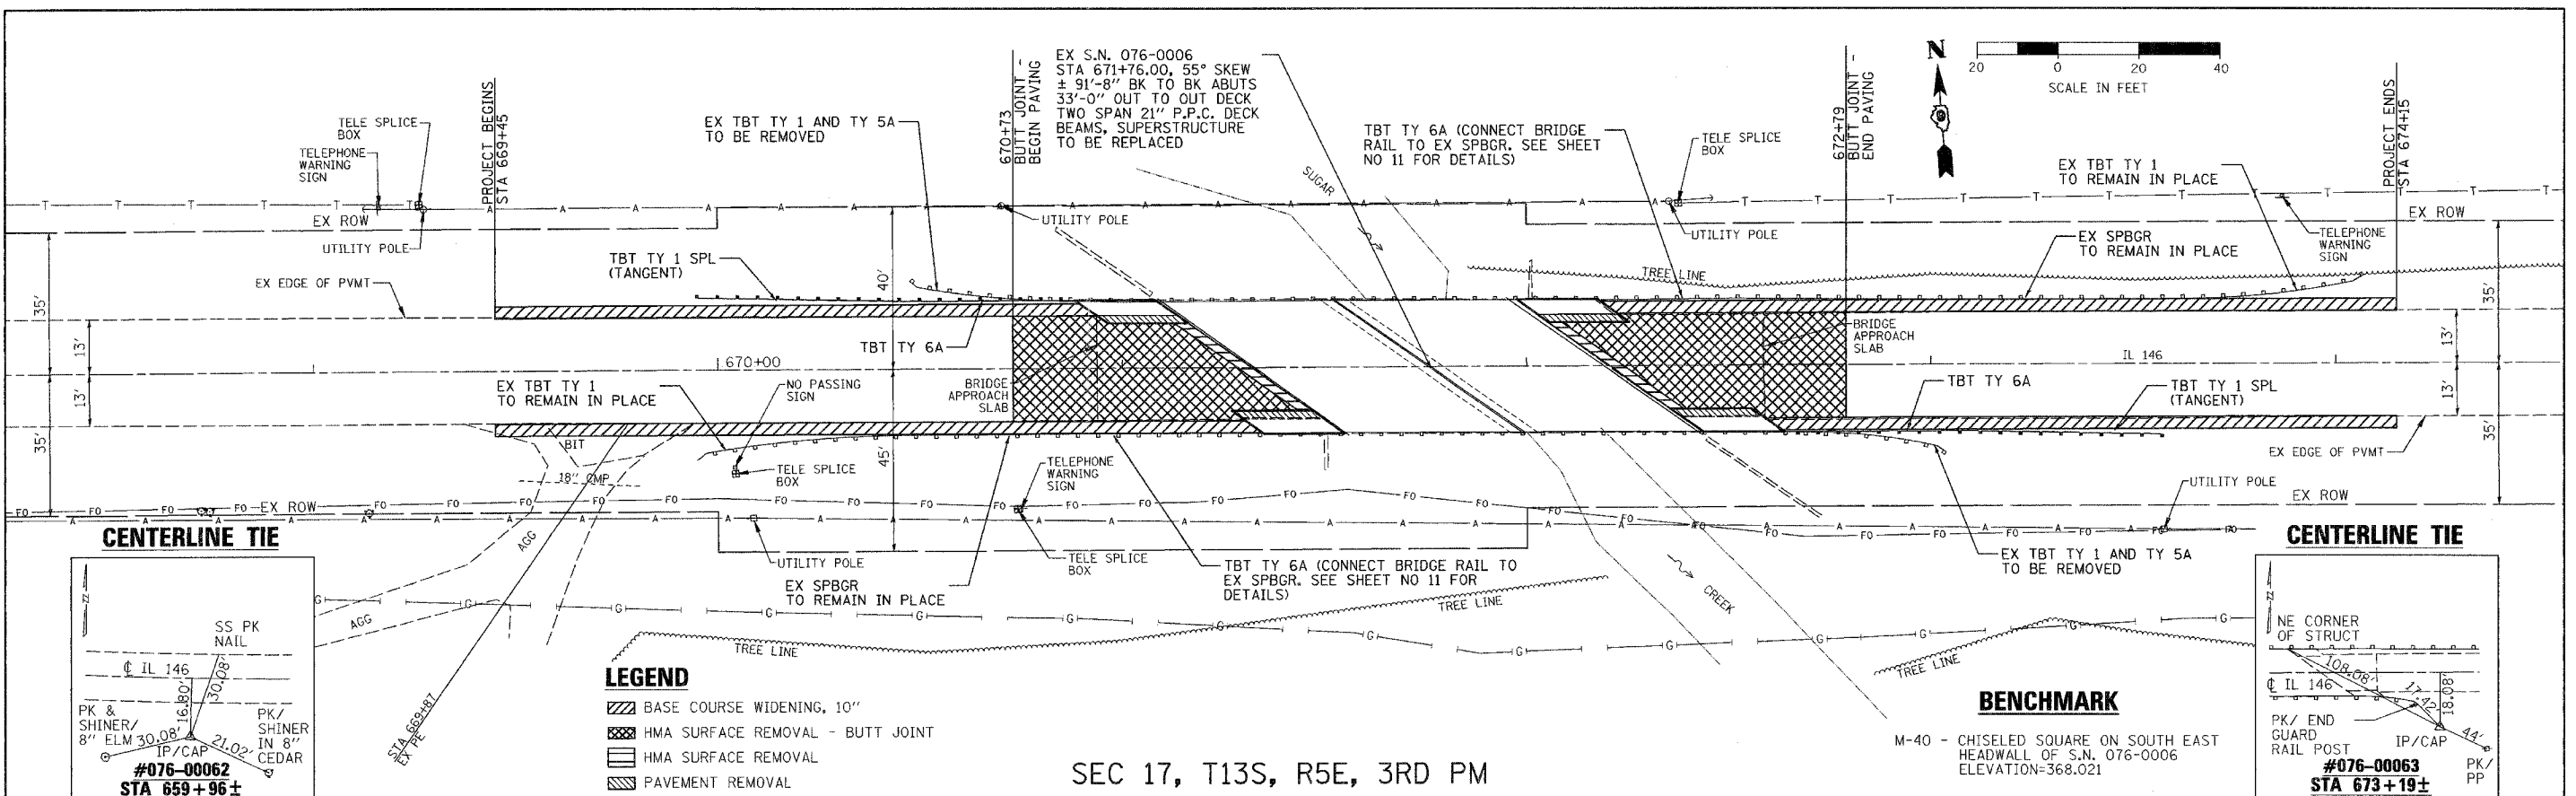 PROJECT BEGINS
STA 669+45
TELE SPLICE
BOX
TELEPHONE
WARNING
SIGN
T T T T T
EX ROW
UTILITY POLE
EX TBT TY 1 AND TY 5A
TO BE REMOVED
670+73
BUTT JOINT -
BEGIN PAVING
EX S.N. 076-0006
STA 671+76.00, 55° SKEW
± 91'-8" BK TO BK ABUTS
33'-0" OUT TO OUT DECK
TWO SPAN 21" P.P.C. DECK
BEAMS, SUPERSTRUCTURE
TO BE REPLACED
SUGAR
TBT TY 6A (CONNECT BRIDGE
RAIL TO EX SPBGR. SEE SHEET
NO 11 FOR DETAILS)
TELE SPLICE
BOX
672+79
BUTT JOINT -
END PAVING
N
20 0 20 40
SCALE IN FEET
EX TBT TY 1
TO REMAIN IN PLACE
PROJECT ENDS
STA 674+15
EX ROW
UTILITY POLE
UTILITY POLE
TELEPHONE
WARNING
SIGN
EX SPBGR
TO REMAIN IN PLACE
TREE LINE
TBT TY 1 SPL
(TANGENT)
EX EDGE OF PVMT
35'
13'
13'
35'
40'
45'
670+00
TBT TY 6A
BRIDGE
APPROACH
SLAB
BRIDGE
APPROACH
SLAB
IL 146
35'
13'
13'
35'
EX TBT TY 1
TO REMAIN IN PLACE
NO PASSING
SIGN
TBT TY 6A
TBT TY 1 SPL
(TANGENT)
BIT
18" CMP
TELE SPLICE
BOX
TELEPHONE
WARNING
SIGN
EX EDGE OF PVMT
UTILITY POLE
EX ROW
EX ROW
AGG
AGG
UTILITY POLE
EX SPBGR
TO REMAIN IN PLACE
TELE SPLICE
BOX
TBT TY 6A (CONNECT BRIDGE RAIL TO
EX SPBGR. SEE SHEET NO 11 FOR
DETAILS)
TREE LINE
CREEK
EX TBT TY 1 AND TY 5A
TO BE REMOVED
TREE LINE
TREE LINE
STA 669+87
EX PE
CENTERLINE TIE
SS PK
NAIL
℄ IL 146
16.80'
30.08'
PK &
SHINER/
8" ELM
30.08'
IP/CAP
21.02'
PK/
SHINER
IN 8"
CEDAR
#076-00062
STA 659+96±
LEGEND
BASE COURSE WIDENING, 10"
HMA SURFACE REMOVAL - BUTT JOINT
HMA SURFACE REMOVAL
PAVEMENT REMOVAL
SEC 17, T13S, R5E, 3RD PM
BENCHMARK
M-40 - CHISELED SQUARE ON SOUTH EAST
HEADWALL OF S.N. 076-0006
ELEVATION=368.021
CENTERLINE TIE
NE CORNER
OF STRUCT
108.08'
℄ IL 146
17.42'
18.08'
PK/ END
GUARD
RAIL POST
IP/CAP
44'
PK/
PP
#076-00063
STA 673+19±